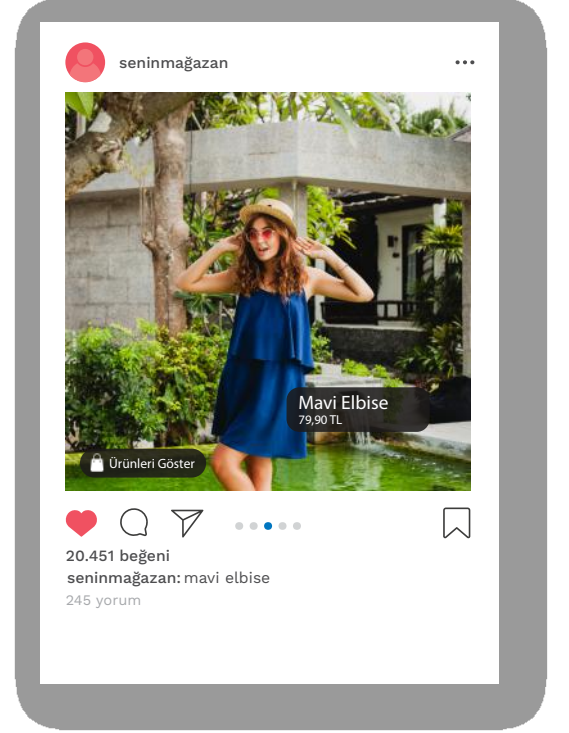 seninmağazan
Mavi Elbise
79,90 TL
Ürünleri Göster
20.451 beğeni
seninmağazan: mavi elbise
245 yorum